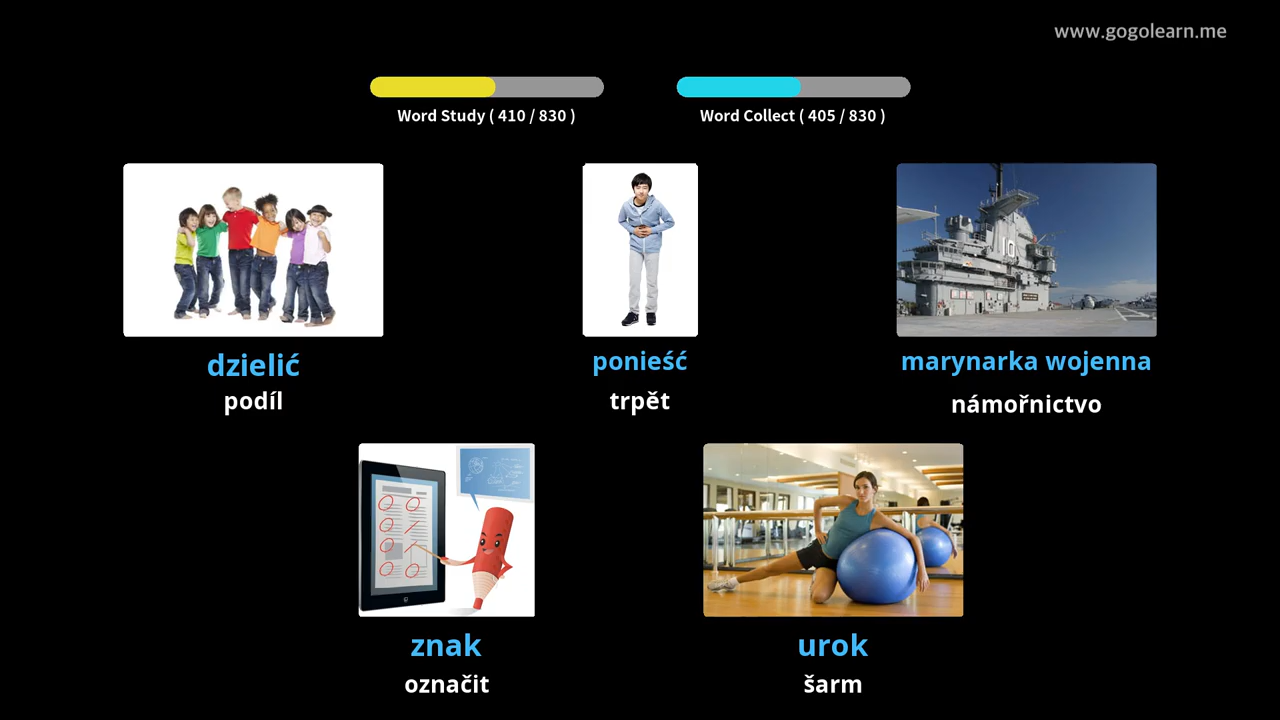 www.gogolearn.me
Word Study ( 410 / 830 )
Word Collect ( 405 / 830 )
dzielić
podíl
ponieść
trpět
marynarka wojenna
námořnictvo
znak
označit
urok
šarm